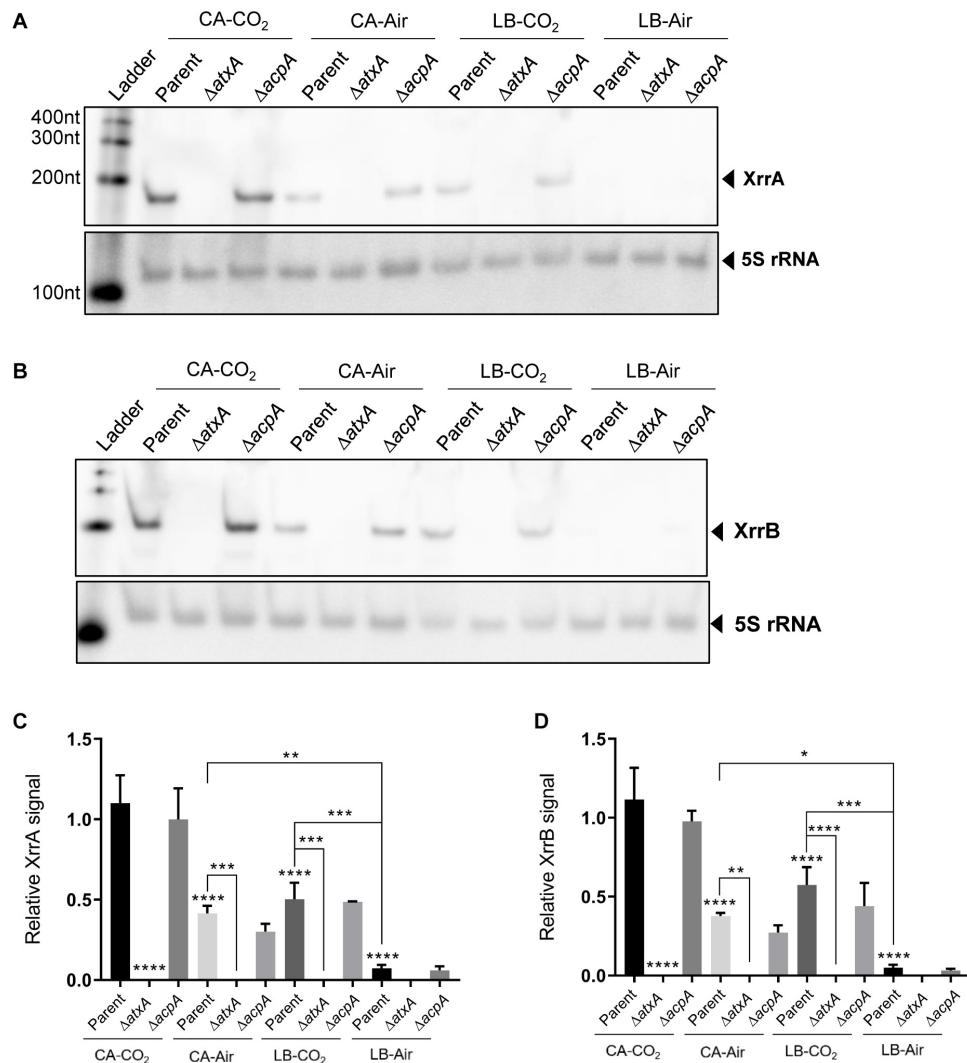 A
CA-CO₂ CA-Air LB-CO₂ LB-Air
Ladder Parent ΔatxA ΔacpA Parent ΔatxA ΔacpA Parent ΔatxA ΔacpA Parent ΔatxA ΔacpA
400nt
300nt
200nt
XrrA
5S rRNA
100nt
B
CA-CO₂ CA-Air LB-CO₂ LB-Air
Ladder Parent ΔatxA ΔacpA Parent ΔatxA ΔacpA Parent ΔatxA ΔacpA Parent ΔatxA ΔacpA
XrrB
5S rRNA
C
Relative XrrA signal
1.5
1.0
0.5
0.0
**
***
***
***
****
****
****
****
Parent ΔatxA ΔacpA Parent ΔatxA ΔacpA Parent ΔatxA ΔacpA Parent ΔatxA ΔacpA
CA-CO₂ CA-Air LB-CO₂ LB-Air
D
Relative XrrB signal
1.5
1.0
0.5
0.0
*
***
****
**
****
****
****
****
Parent ΔatxA ΔacpA Parent ΔatxA ΔacpA Parent ΔatxA ΔacpA Parent ΔatxA ΔacpA
CA-CO₂ CA-Air LB-CO₂ LB-Air